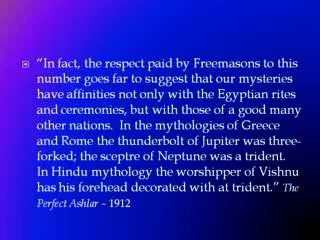 “In fact, the respect paid by Freemasons to this
number goes far to suggest that our mysteries
have affinities not only with the Egyptian rites
and ceremonies, but with those of a good many
other nations. In the mythologies of Greece
and Rome the thunderbolt of Jupiter was three-
forked; the sceptre of Neptune was a trident.
In Hindu mythology the worshipper of Vishnu
has his forehead decorated with at trident.” The
Perfect Ashlar - 1912